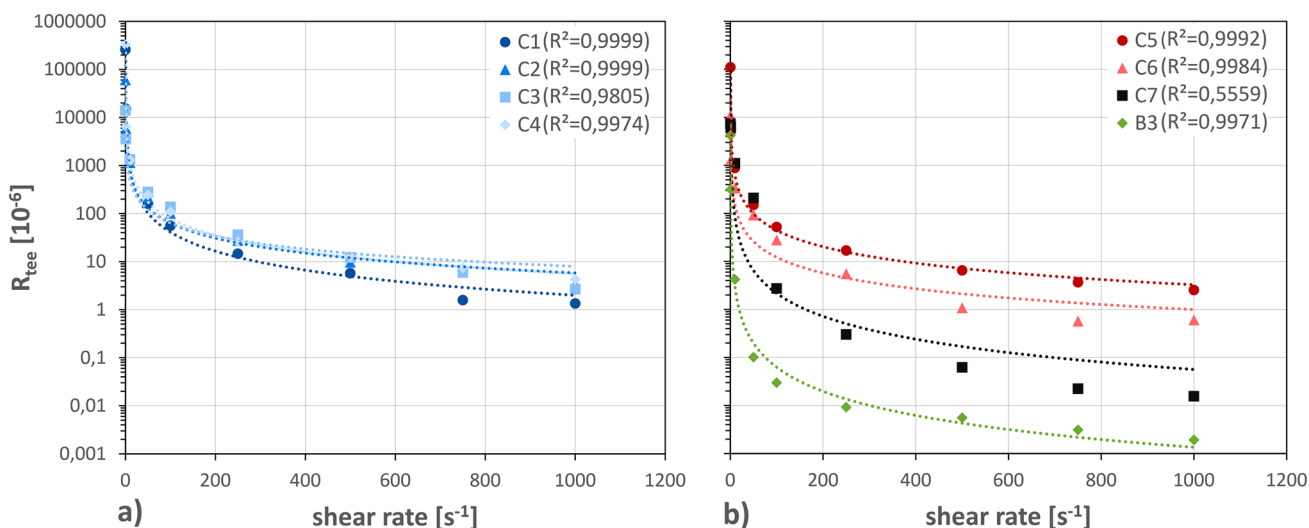 1000000
100000
10000
1000
100
10
1
0,1
0,01
0,001
R_tee [10^-6]
C1(R²=0,9999)
C2(R²=0,9999)
C3(R²=0,9805)
C4(R²=0,9974)
0 200 400 600 800 1000 1200
a)
shear rate [s^-1]
C5(R²=0,9992)
C6(R²=0,9984)
C7(R²=0,5559)
B3(R²=0,9971)
0 200 400 600 800 1000 1200
b)
shear rate [s^-1]